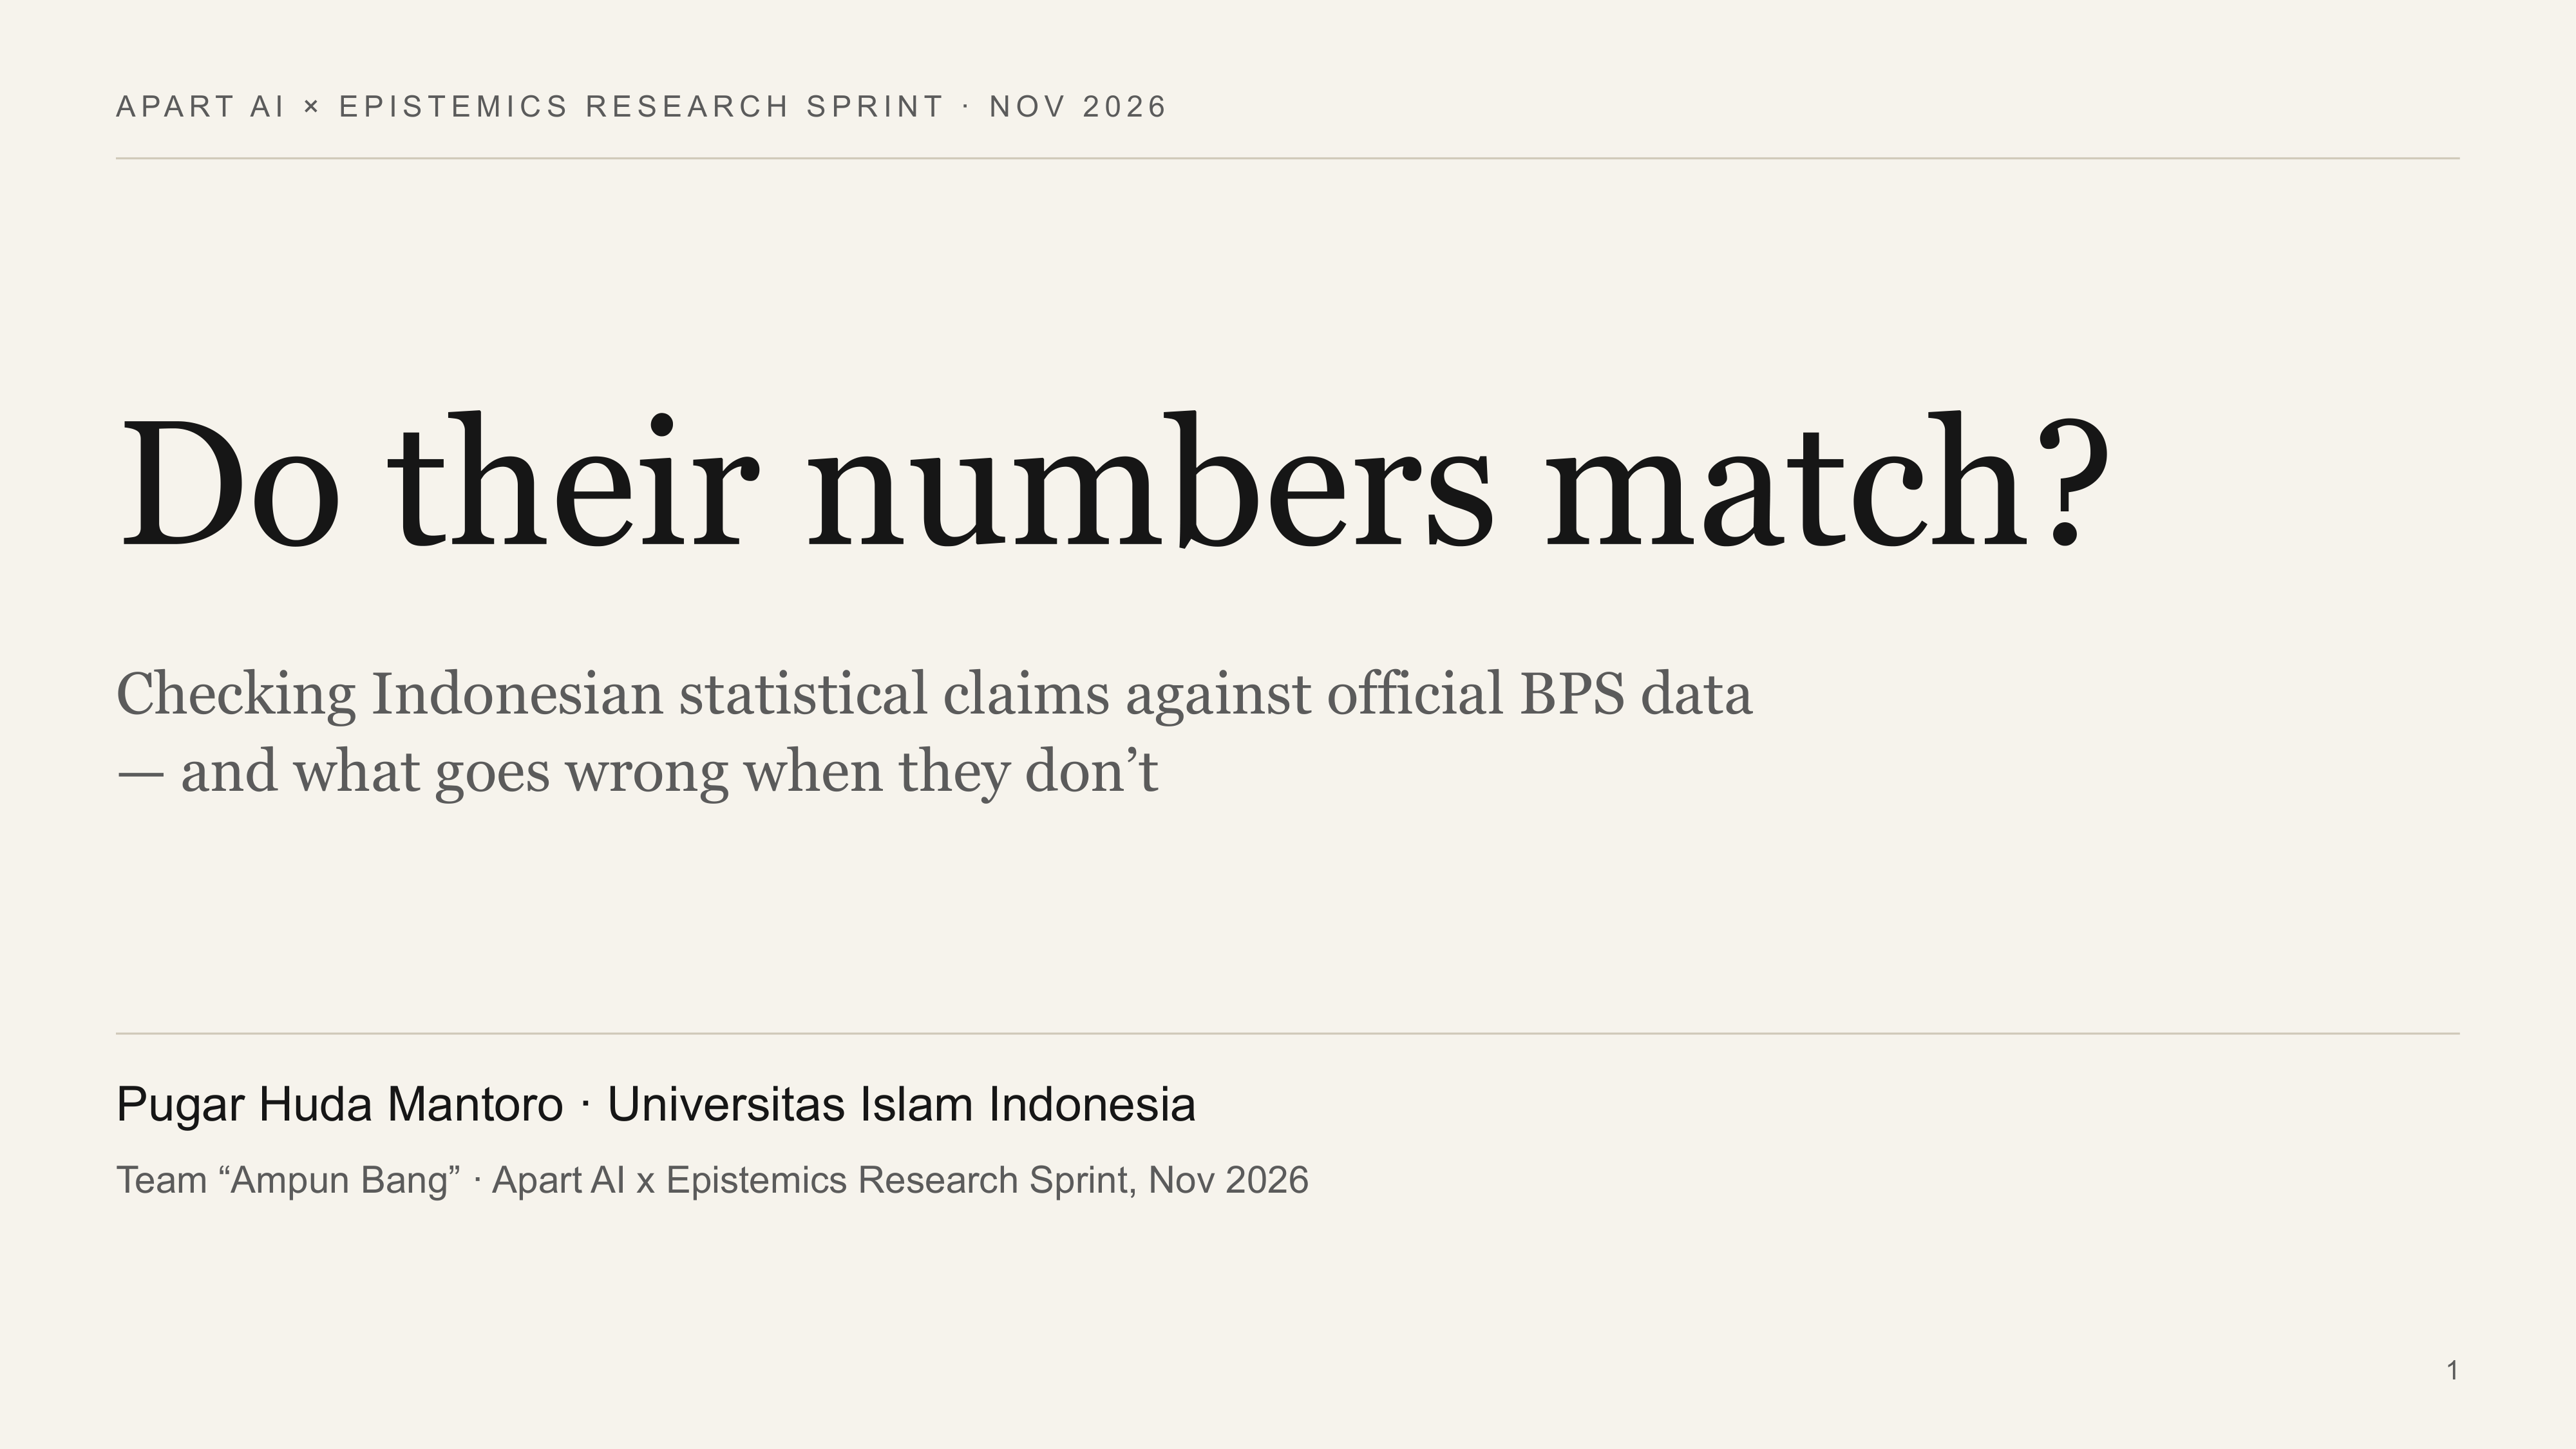 APART AI × EPISTEMICS RESEARCH SPRINT · NOV 2026
Do their numbers match?
Checking Indonesian statistical claims against official BPS data
— and what goes wrong when they don’t
Pugar Huda Mantoro · Universitas Islam Indonesia
Team “Ampun Bang” · Apart AI x Epistemics Research Sprint, Nov 2026
1